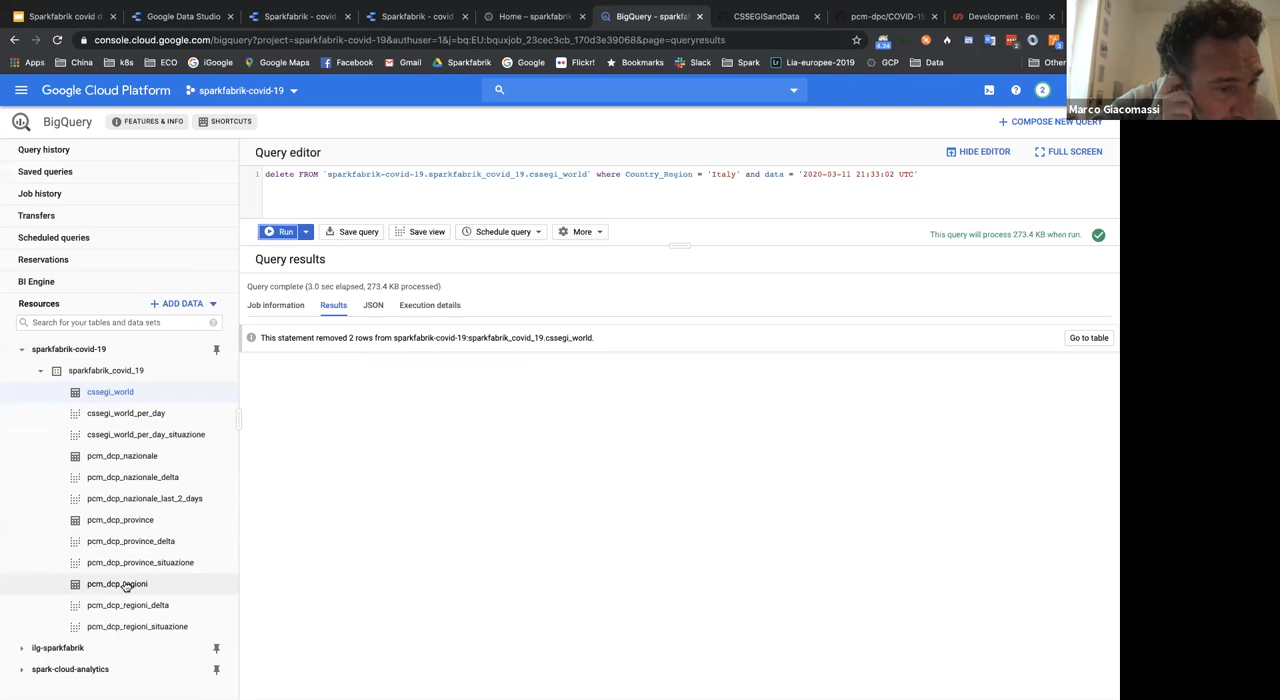 Sparkfabrik covid d
Google Data Studio
Sparkfabrik - covid
Sparkfabrik - covid
Home – sparkfabrik
BigQuery - sparkfa
CSSEGISandData
pcm-dpc/COVID-19
Development · Boa
console.cloud.google.com/bigquery?project=sparkfabrik-covid-19&authuser=1&j=bq:EU:bquxjob_23cec3cb_170d3e39068&page=queryresults
Apps China k8s ECO iGoogle Google Maps Facebook Gmail Sparkfabrik Google Flickr! Bookmarks Slack Spark Lia-europee-2019 GCP Data Other
Marco Giacomassi
Google Cloud Platform sparkfabrik-covid-19 2
BigQuery FEATURES & INFO SHORTCUTS + COMPOSE NEW QUERY
Query history
Saved queries
Job history
Transfers
Scheduled queries
Reservations
BI Engine
Resources + ADD DATA
Search for your tables and data sets
sparkfabrik-covid-19
sparkfabrik_covid_19
cssegi_world
cssegi_world_per_day
cssegi_world_per_day_situazione
pcm_dcp_nazionale
pcm_dcp_nazionale_delta
pcm_dcp_nazionale_last_2_days
pcm_dcp_province
pcm_dcp_province_delta
pcm_dcp_province_situazione
pcm_dcp_regioni
pcm_dcp_regioni_delta
pcm_dcp_regioni_situazione
ilg-sparkfabrik
spark-cloud-analytics
Query editor HIDE EDITOR FULL SCREEN
1 delete FROM `sparkfabrik-covid-19.sparkfabrik_covid_19.cssegi_world` where Country_Region = 'Italy' and data = '2020-03-11 21:33:02 UTC'
Run Save query Save view Schedule query More This query will process 273.4 KB when run.
Query results
Query complete (3.0 sec elapsed, 273.4 KB processed)
Job information Results JSON Execution details
This statement removed 2 rows from sparkfabrik-covid-19:sparkfabrik_covid_19.cssegi_world. Go to table